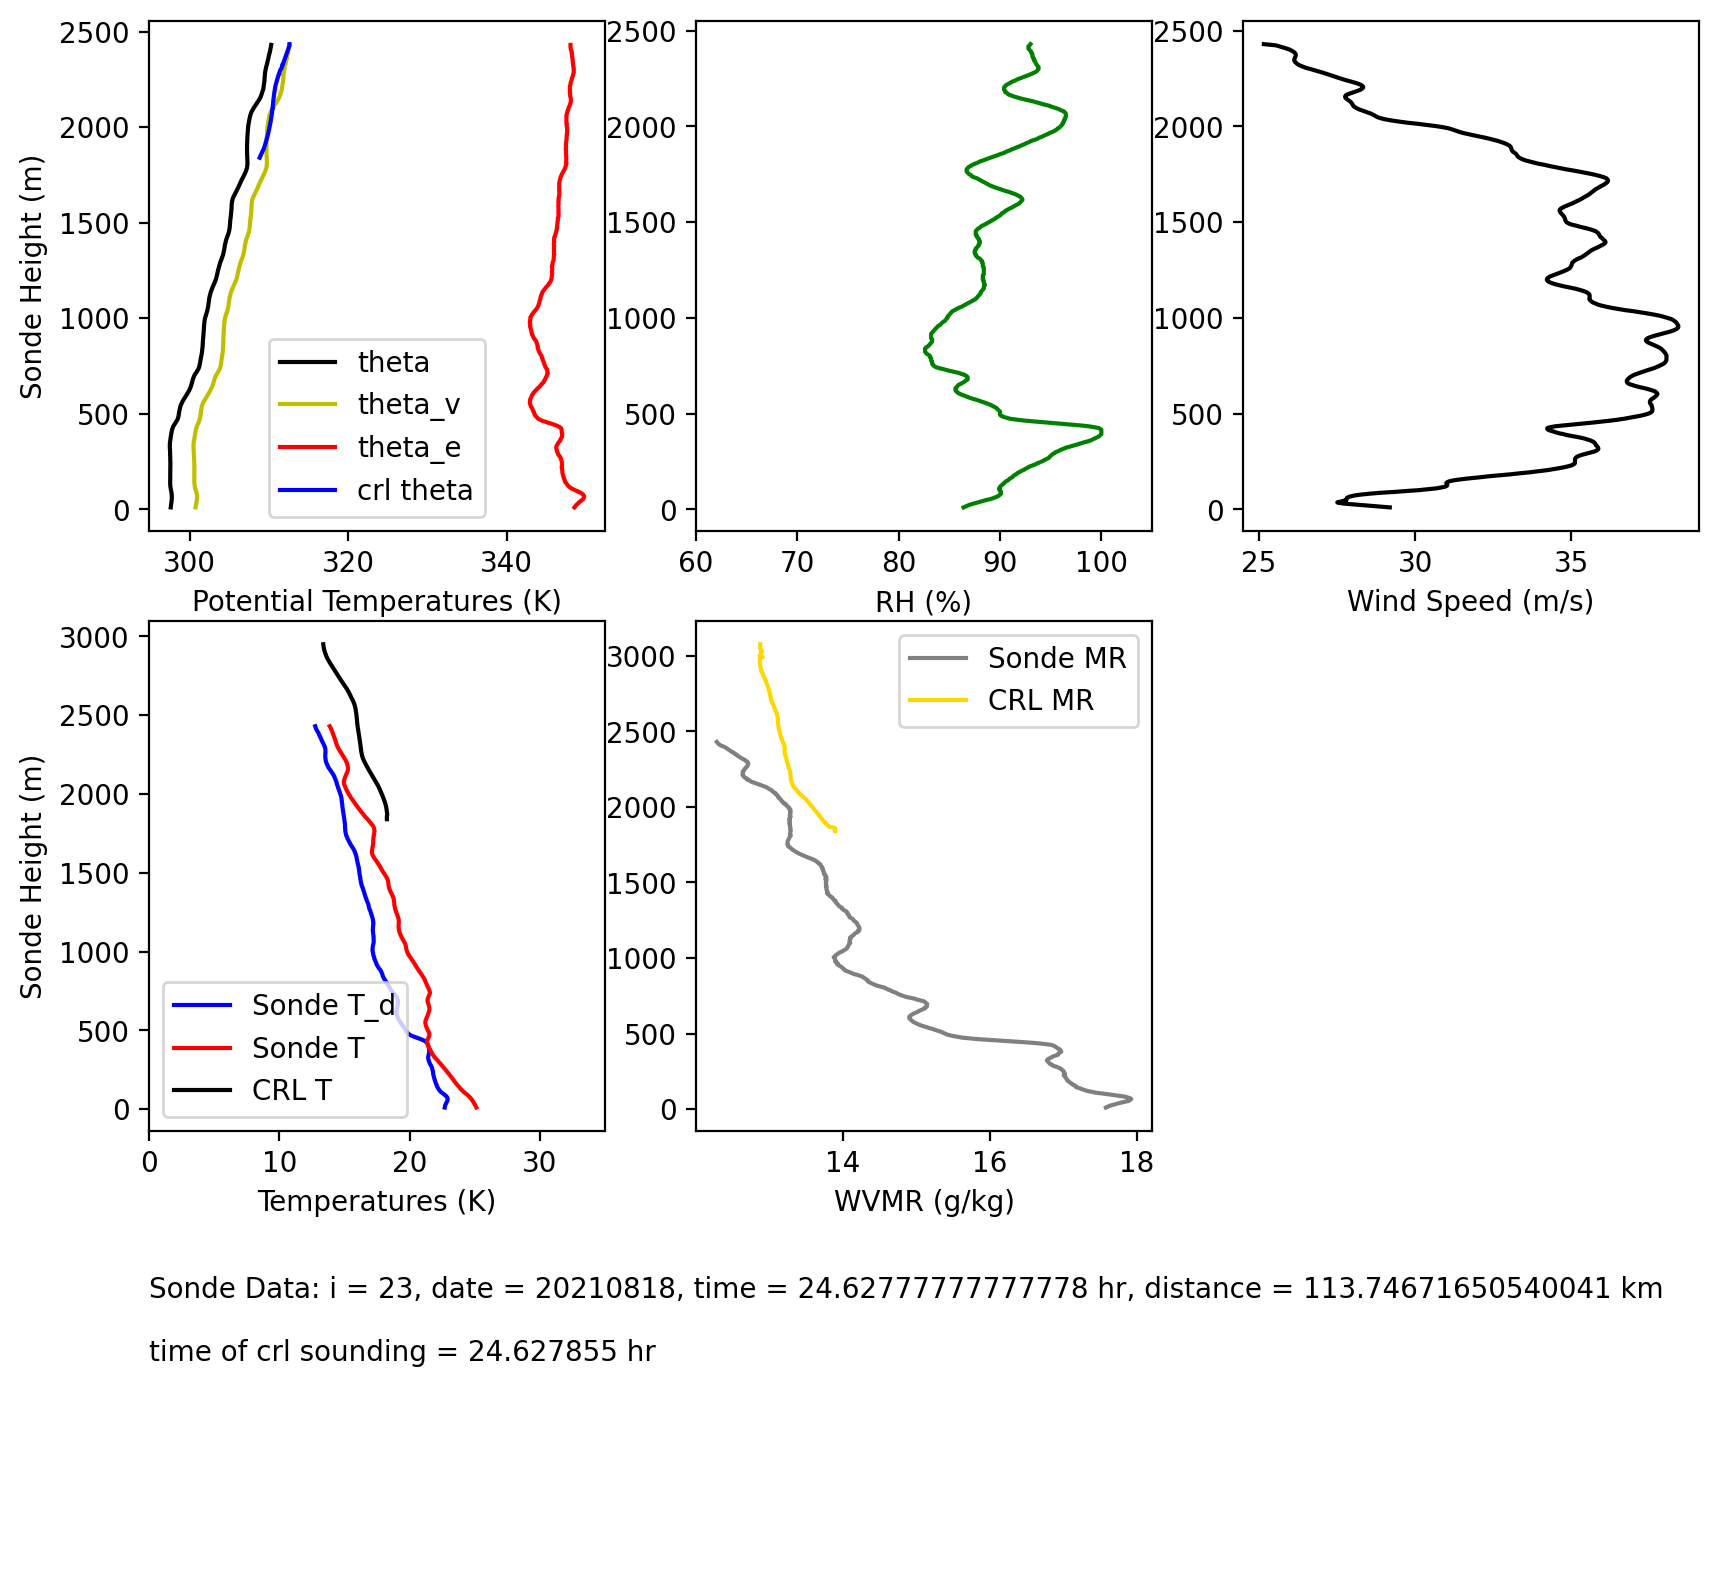 2500
2000
1500
1000
500
0
Sonde Height (m)
300 320 340
Potential Temperatures (K)
theta
theta_v
theta_e
crl theta
2500
2000
1500
1000
500
0
60 70 80 90 100
RH (%)
2500
2000
1500
1000
500
0
25 30 35
Wind Speed (m/s)
3000
2500
2000
1500
1000
500
0
Sonde Height (m)
0 10 20 30
Temperatures (K)
Sonde T_d
Sonde T
CRL T
3000
2500
2000
1500
1000
500
0
14 16 18
WVMR (g/kg)
Sonde MR
CRL MR
Sonde Data: i = 23, date = 20210818, time = 24.62777777777778 hr, distance = 113.74671650540041 km
time of crl sounding = 24.627855 hr